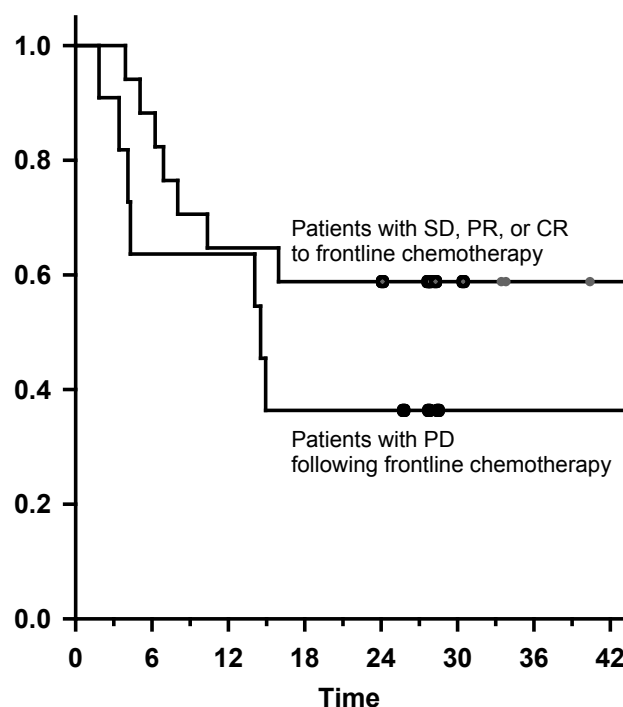 1.0
0.8
Patients with SD, PR, or CR
to frontline chemotherapy
0.6
0.4
Patients with PD
following frontline chemotherapy
0.2
0.0
0 6 12 18 24 30 36 42
Time